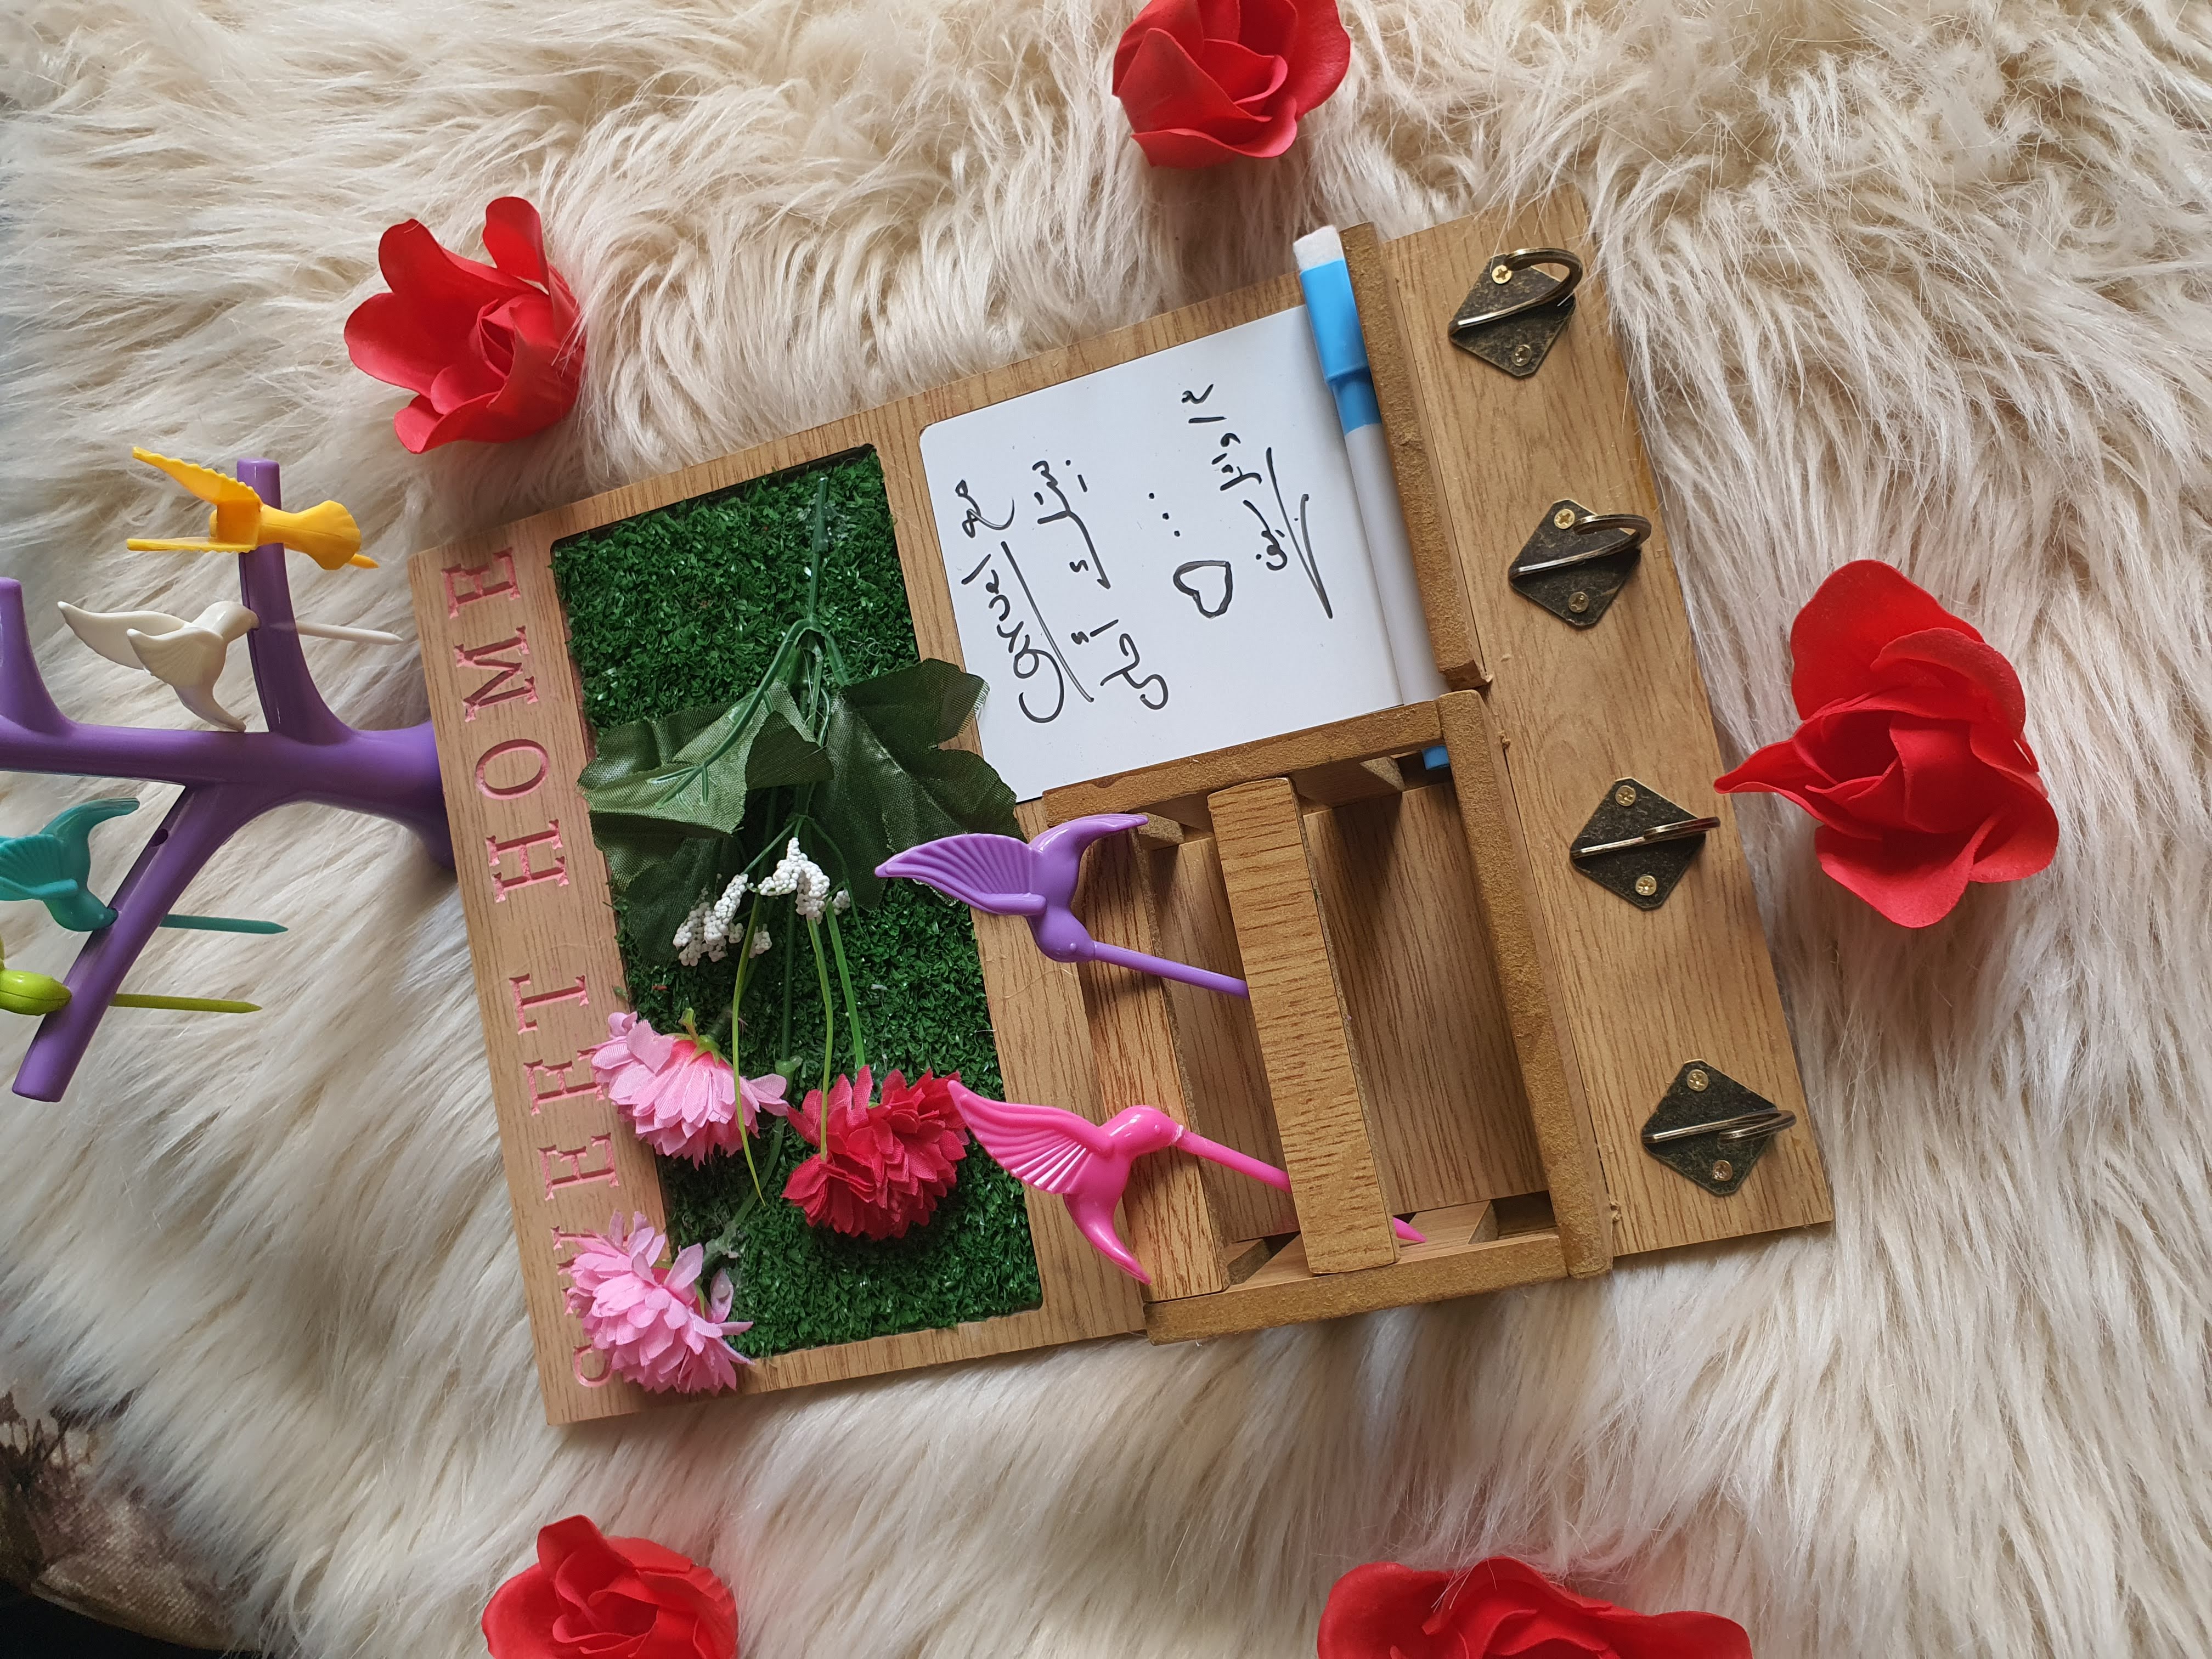 SWEET HOME
مع Carvel
بيتك أحلى
...
م/ وائل سيف